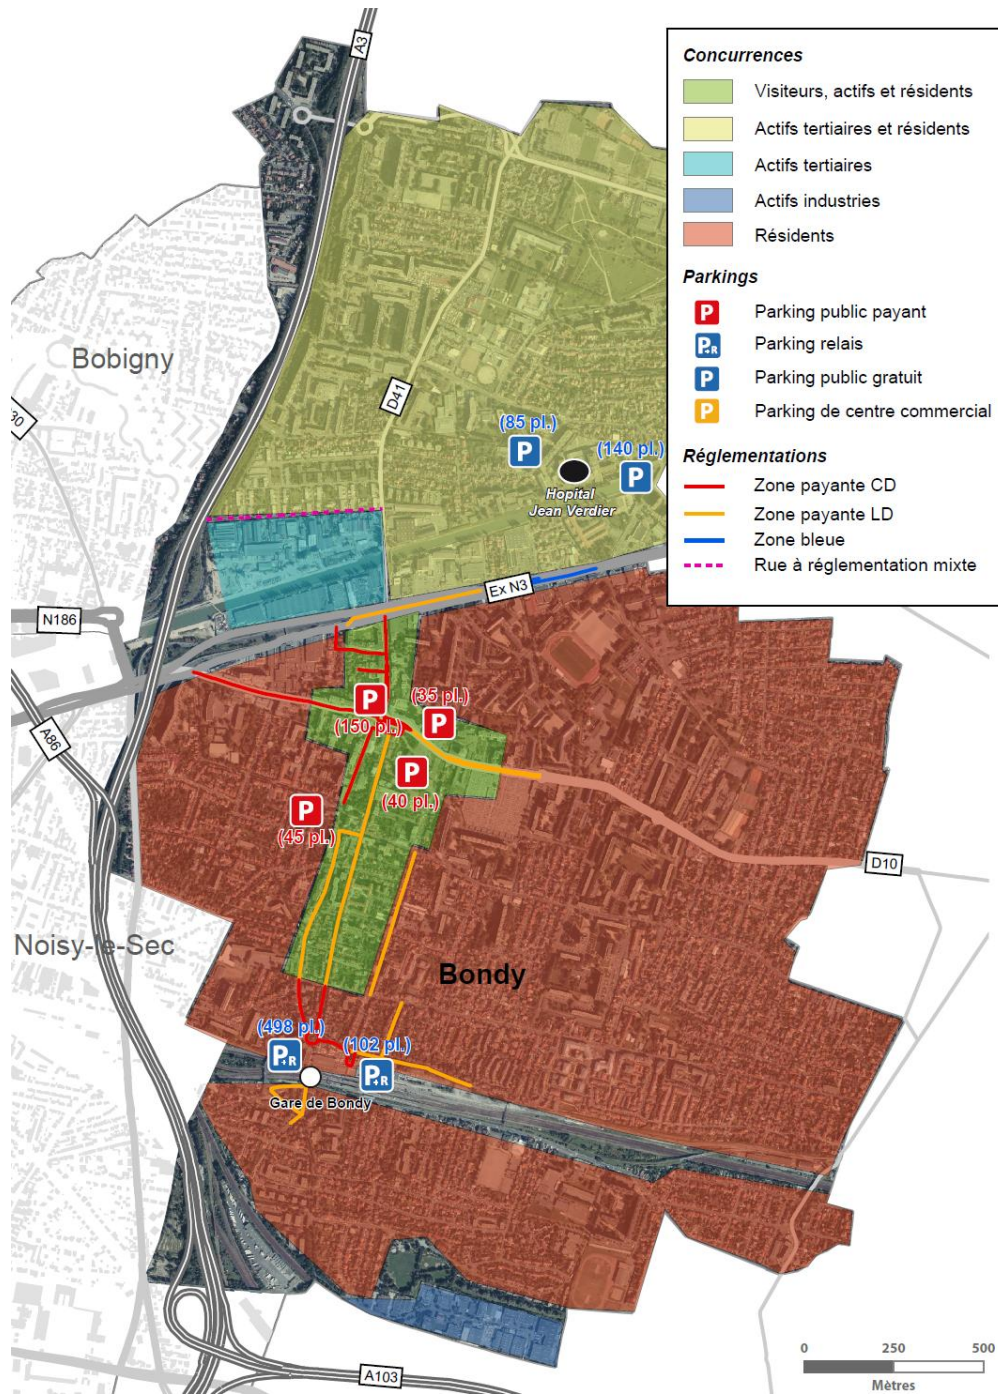 Concurrences
Visiteurs, actifs et résidents
Actifs tertiaires et résidents
Actifs tertiaires
Actifs industries
Résidents
Parkings
P
Parking public payant
P+R
Parking relais
P
Parking public gratuit
P
Parking de centre commercial
Réglementations
Zone payante CD
Zone payante LD
Zone bleue
Rue à réglementation mixte
A3
Bobigny
D41
(85 pl.)
P
(140 pl.)
P
Hopital
Jean Verdier
Ex N3
N186
A86
P
(150 pl.)
(35 pl.)
P
P
(40 pl.)
P
(45 pl.)
D10
Noisy-le-Sec
Bondy
(498 pl.)
P+R
(102 pl.)
P+R
Gare de Bondy
A103
0 250 500
Mètres